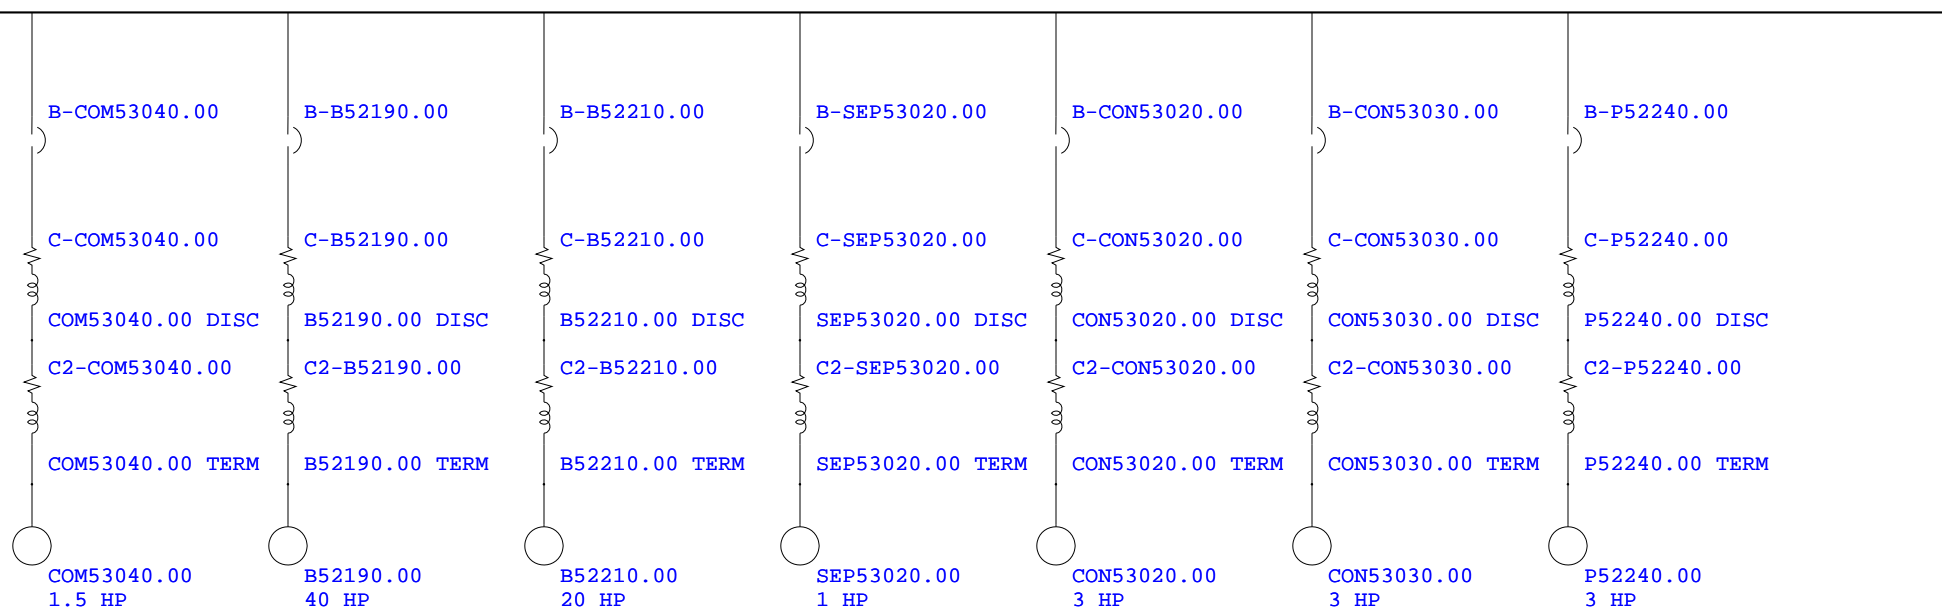 B-COM53040.00 B-B52190.00 B-B52210.00 B-SEP53020.00 B-CON53020.00 B-CON53030.00 B-P52240.00
C-COM53040.00 C-B52190.00 C-B52210.00 C-SEP53020.00 C-CON53020.00 C-CON53030.00 C-P52240.00
COM53040.00 DISC B52190.00 DISC B52210.00 DISC SEP53020.00 DISC CON53020.00 DISC CON53030.00 DISC P52240.00 DISC
C2-COM53040.00 C2-B52190.00 C2-B52210.00 C2-SEP53020.00 C2-CON53020.00 C2-CON53030.00 C2-P52240.00
COM53040.00 TERM B52190.00 TERM B52210.00 TERM SEP53020.00 TERM CON53020.00 TERM CON53030.00 TERM P52240.00 TERM
COM53040.00 B52190.00 B52210.00 SEP53020.00 CON53020.00 CON53030.00 P52240.00
1.5 HP 40 HP 20 HP 1 HP 3 HP 3 HP 3 HP